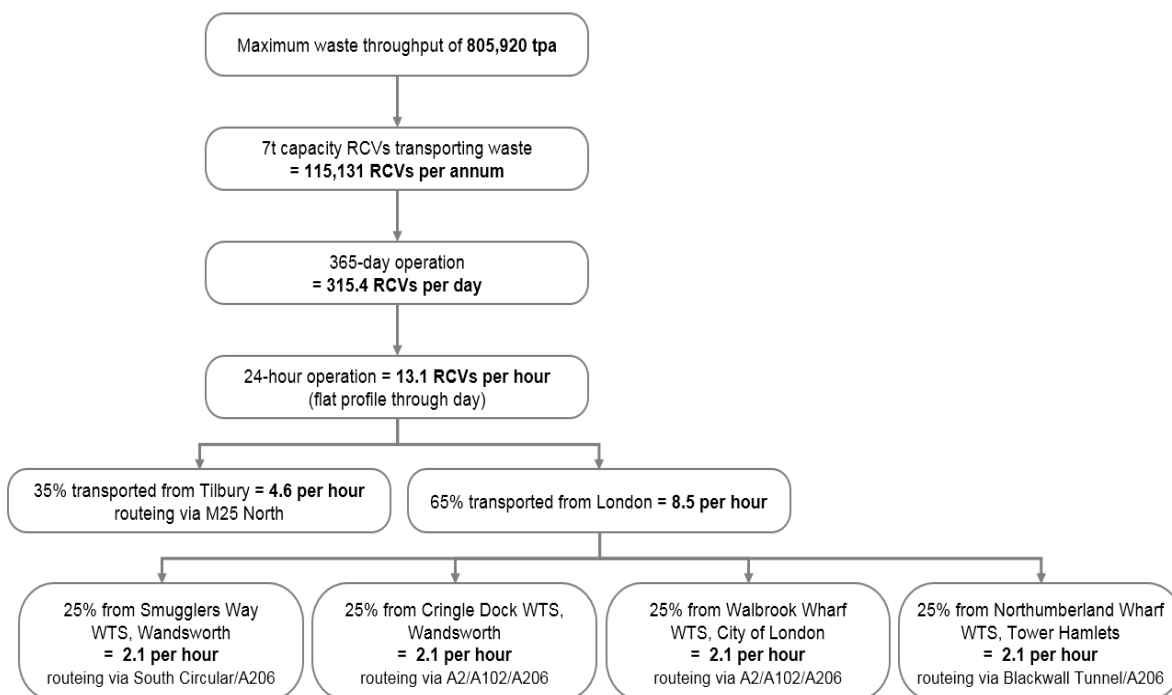 Maximum waste throughput of 805,920 tpa
7t capacity RCVs transporting waste
= 115,131 RCVs per annum
365-day operation
= 315.4 RCVs per day
24-hour operation = 13.1 RCVs per hour
(flat profile through day)
35% transported from Tilbury = 4.6 per hour
routeing via M25 North
65% transported from London = 8.5 per hour
25% from Smugglers Way
WTS, Wandsworth
= 2.1 per hour
routing via South Circular/A206
25% from Cringle Dock WTS,
Wandsworth
= 2.1 per hour
routing via A2/A102/A206
25% from Walbrook Wharf
WTS, City of London
= 2.1 per hour
routing via A2/A102/A206
25% from Northumberland Wharf
WTS, Tower Hamlets
= 2.1 per hour
routing via Blackwall Tunnel/A206